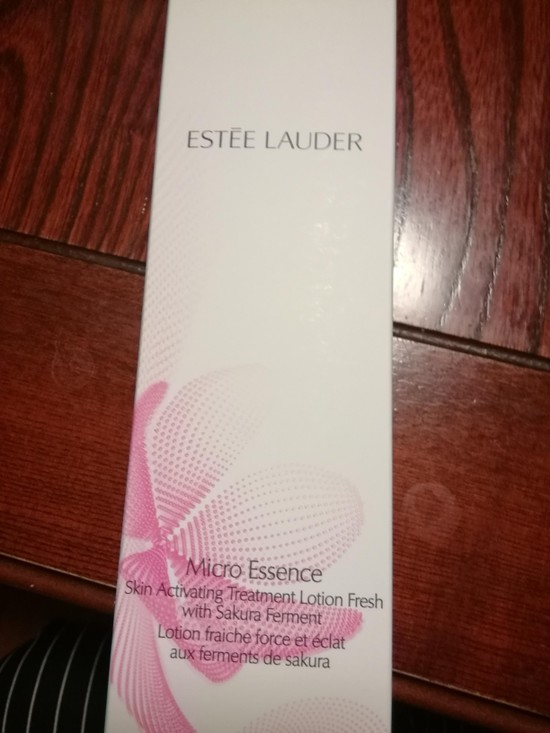 ESTĒE LAUDER
Micro Essence
Skin Activating Treatment Lotion Fresh
with Sakura Ferment
Lotion fraîche force et éclat
aux ferments de sakura